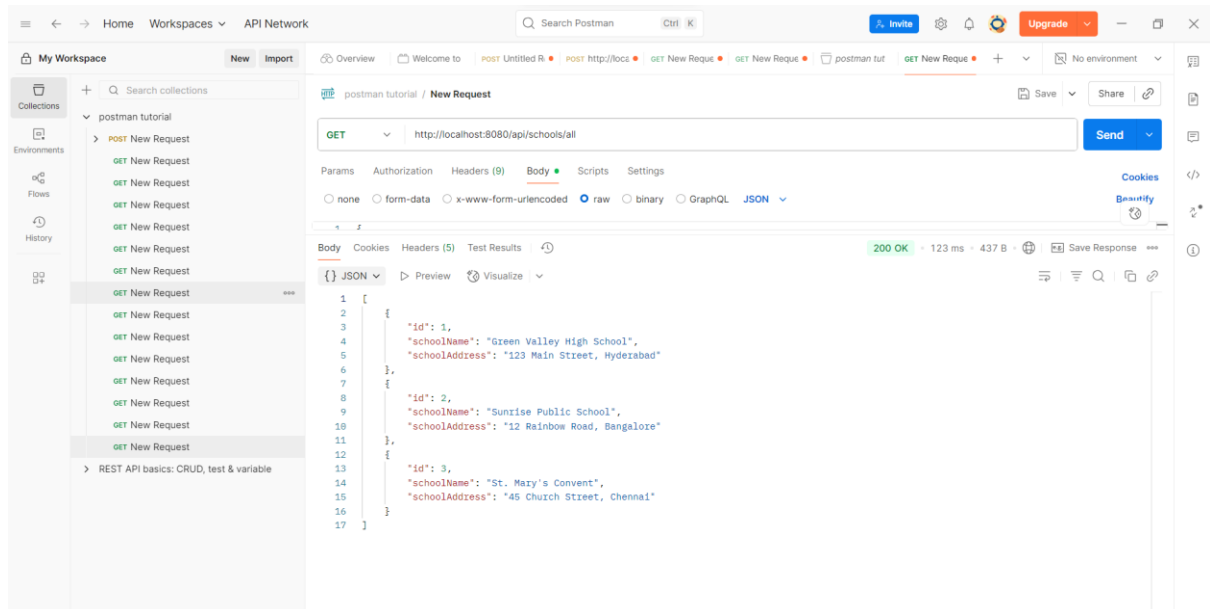 Home Workspaces API Network Search Postman Ctrl K Invite Upgrade
My Workspace New Import Overview Welcome to POST Untitled R POST http://loca GET New Reque GET New Reque postman tut GET New Reque No environment
Collections
Environments
Flows
History
Search collections
postman tutorial
POST New Request
GET New Request
GET New Request
GET New Request
GET New Request
GET New Request
GET New Request
GET New Request
GET New Request
GET New Request
GET New Request
GET New Request
GET New Request
GET New Request
GET New Request
REST API basics: CRUD, test & variable
HTTP postman tutorial / New Request Save Share
GET http://localhost:8080/api/schools/all Send
Params Authorization Headers (9) Body Scripts Settings Cookies
none form-data x-www-form-urlencoded raw binary GraphQL JSON Beautify
Body Cookies Headers (5) Test Results 200 OK 123 ms 437 B Save Response
{} JSON Preview Visualize
1 [
2 {
3 "id": 1,
4 "schoolName": "Green Valley High School",
5 "schoolAddress": "123 Main Street, Hyderabad"
6 },
7 {
8 "id": 2,
9 "schoolName": "Sunrise Public School",
10 "schoolAddress": "12 Rainbow Road, Bangalore"
11 },
12 {
13 "id": 3,
14 "schoolName": "St. Mary's Convent",
15 "schoolAddress": "45 Church Street, Chennai"
16 }
17 ]